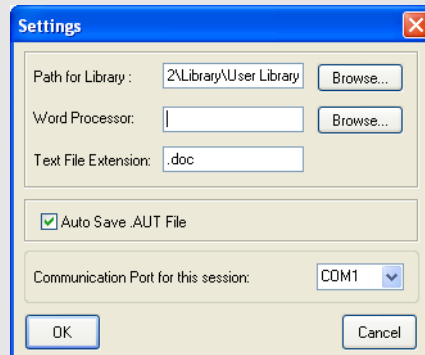 Settings
Path for Library : 2\Library\User Library Browse...
Word Processor: Browse...
Text File Extension: .doc
Auto Save .AUT File
Communication Port for this session: COM1
OK Cancel